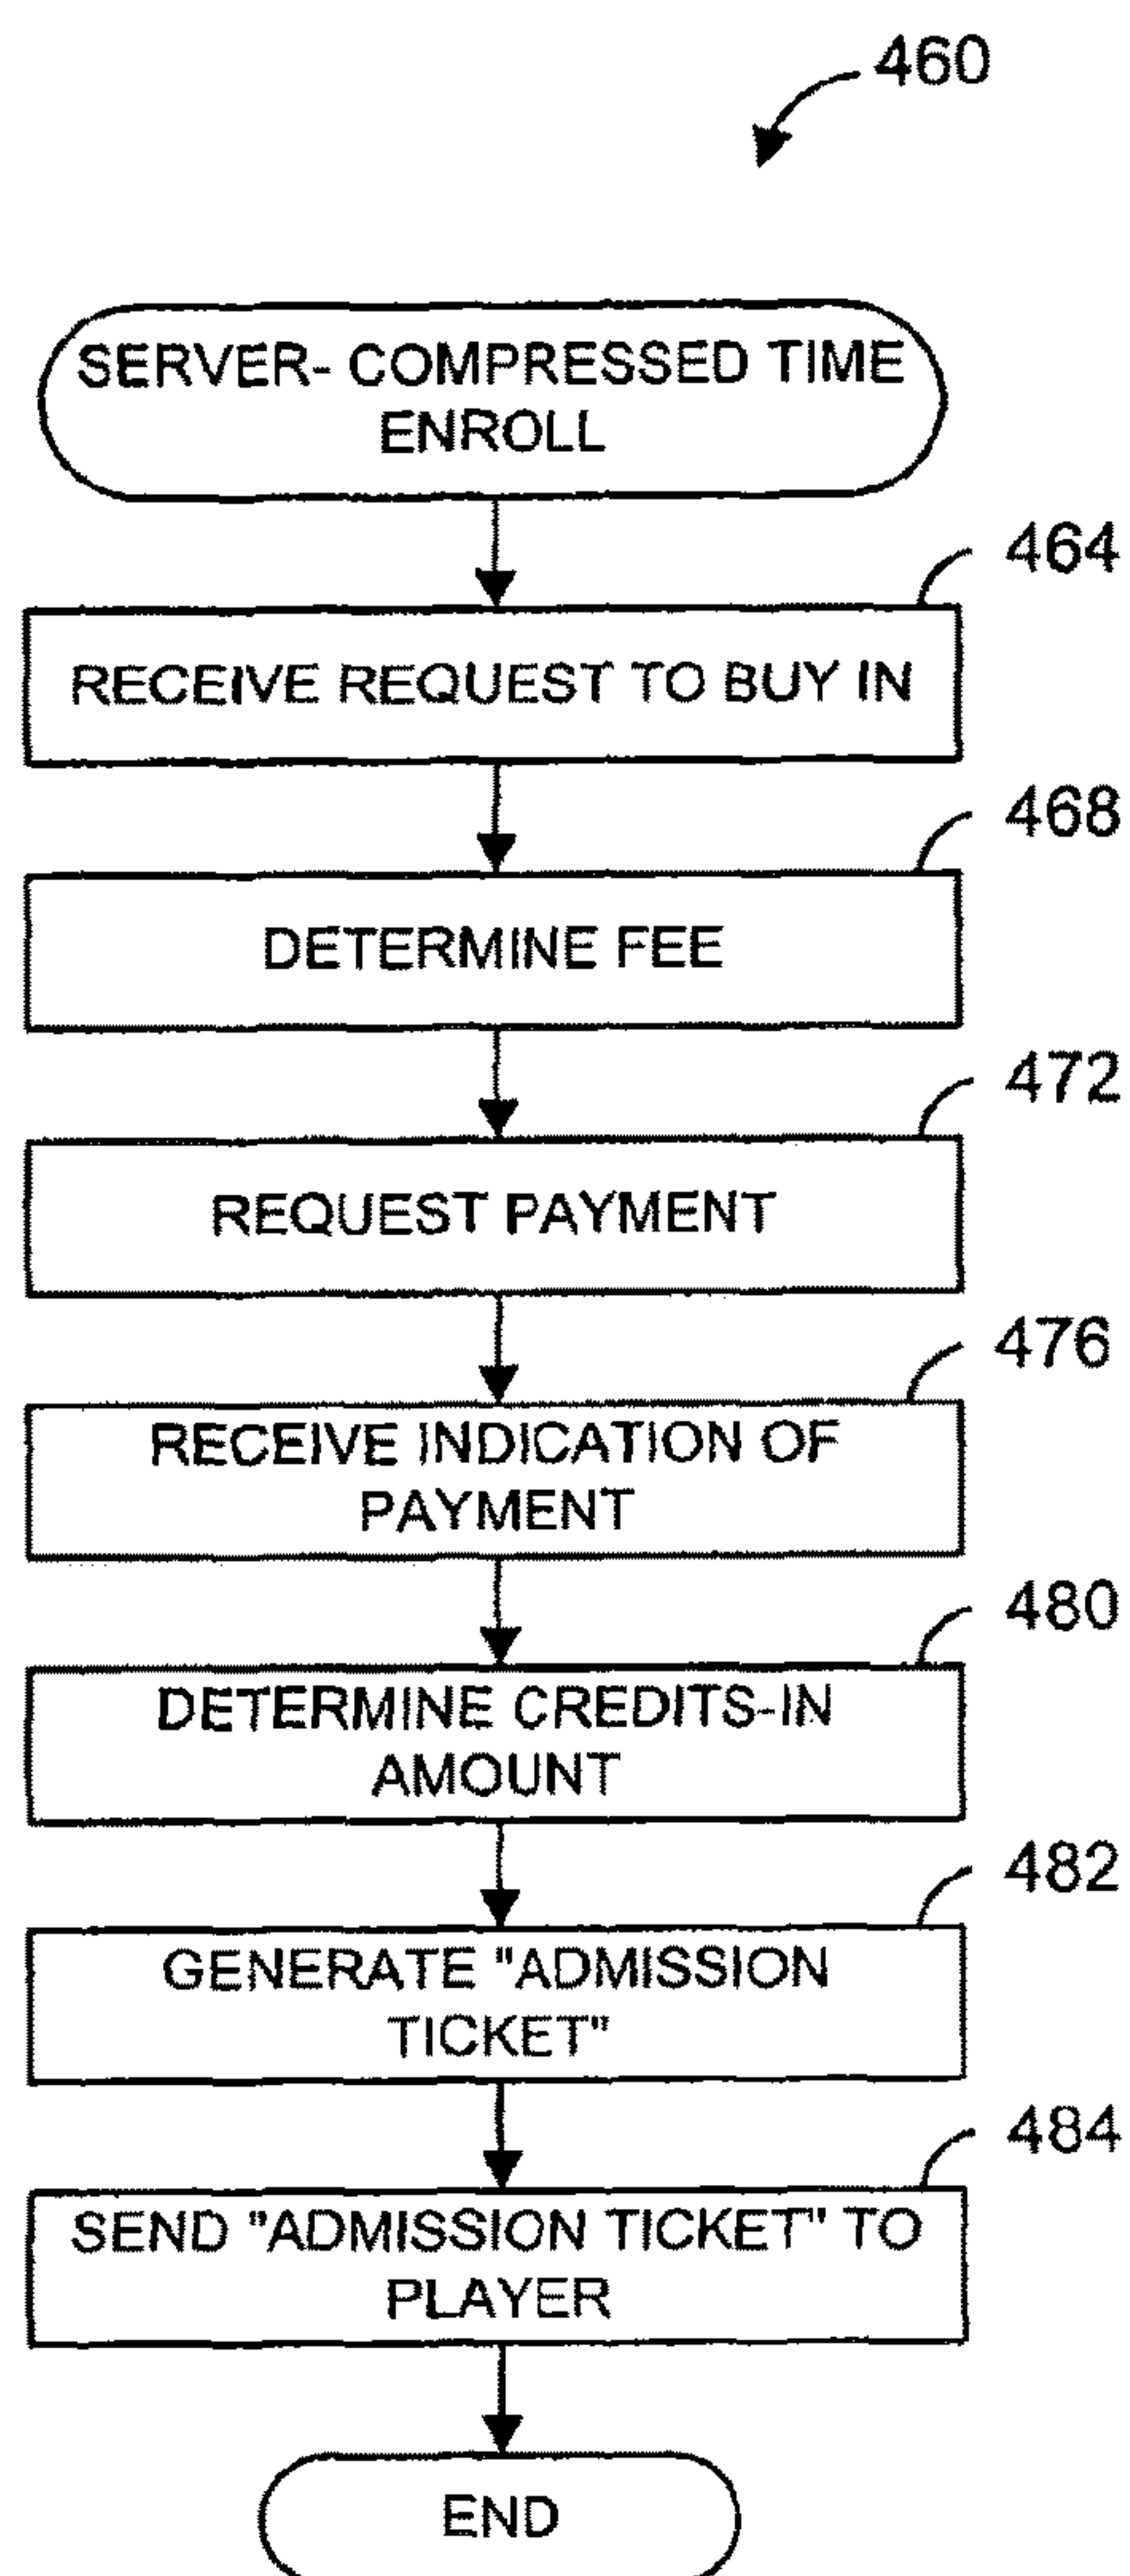 460
SERVER- COMPRESSED TIME
ENROLL
464
RECEIVE REQUEST TO BUY IN
468
DETERMINE FEE
472
REQUEST PAYMENT
476
RECEIVE INDICATION OF
PAYMENT
480
DETERMINE CREDITS-IN
AMOUNT
482
GENERATE "ADMISSION
TICKET"
484
SEND "ADMISSION TICKET" TO
PLAYER
END